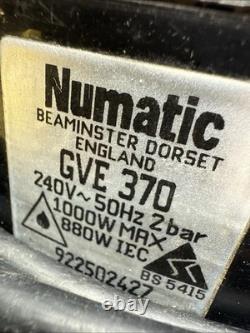 Numatic
BEAMINSTER DORSET
ENGLAND
GVE 370
240V~50Hz 2bar
1000W MAX
880W IEC
BS 5415
922502427